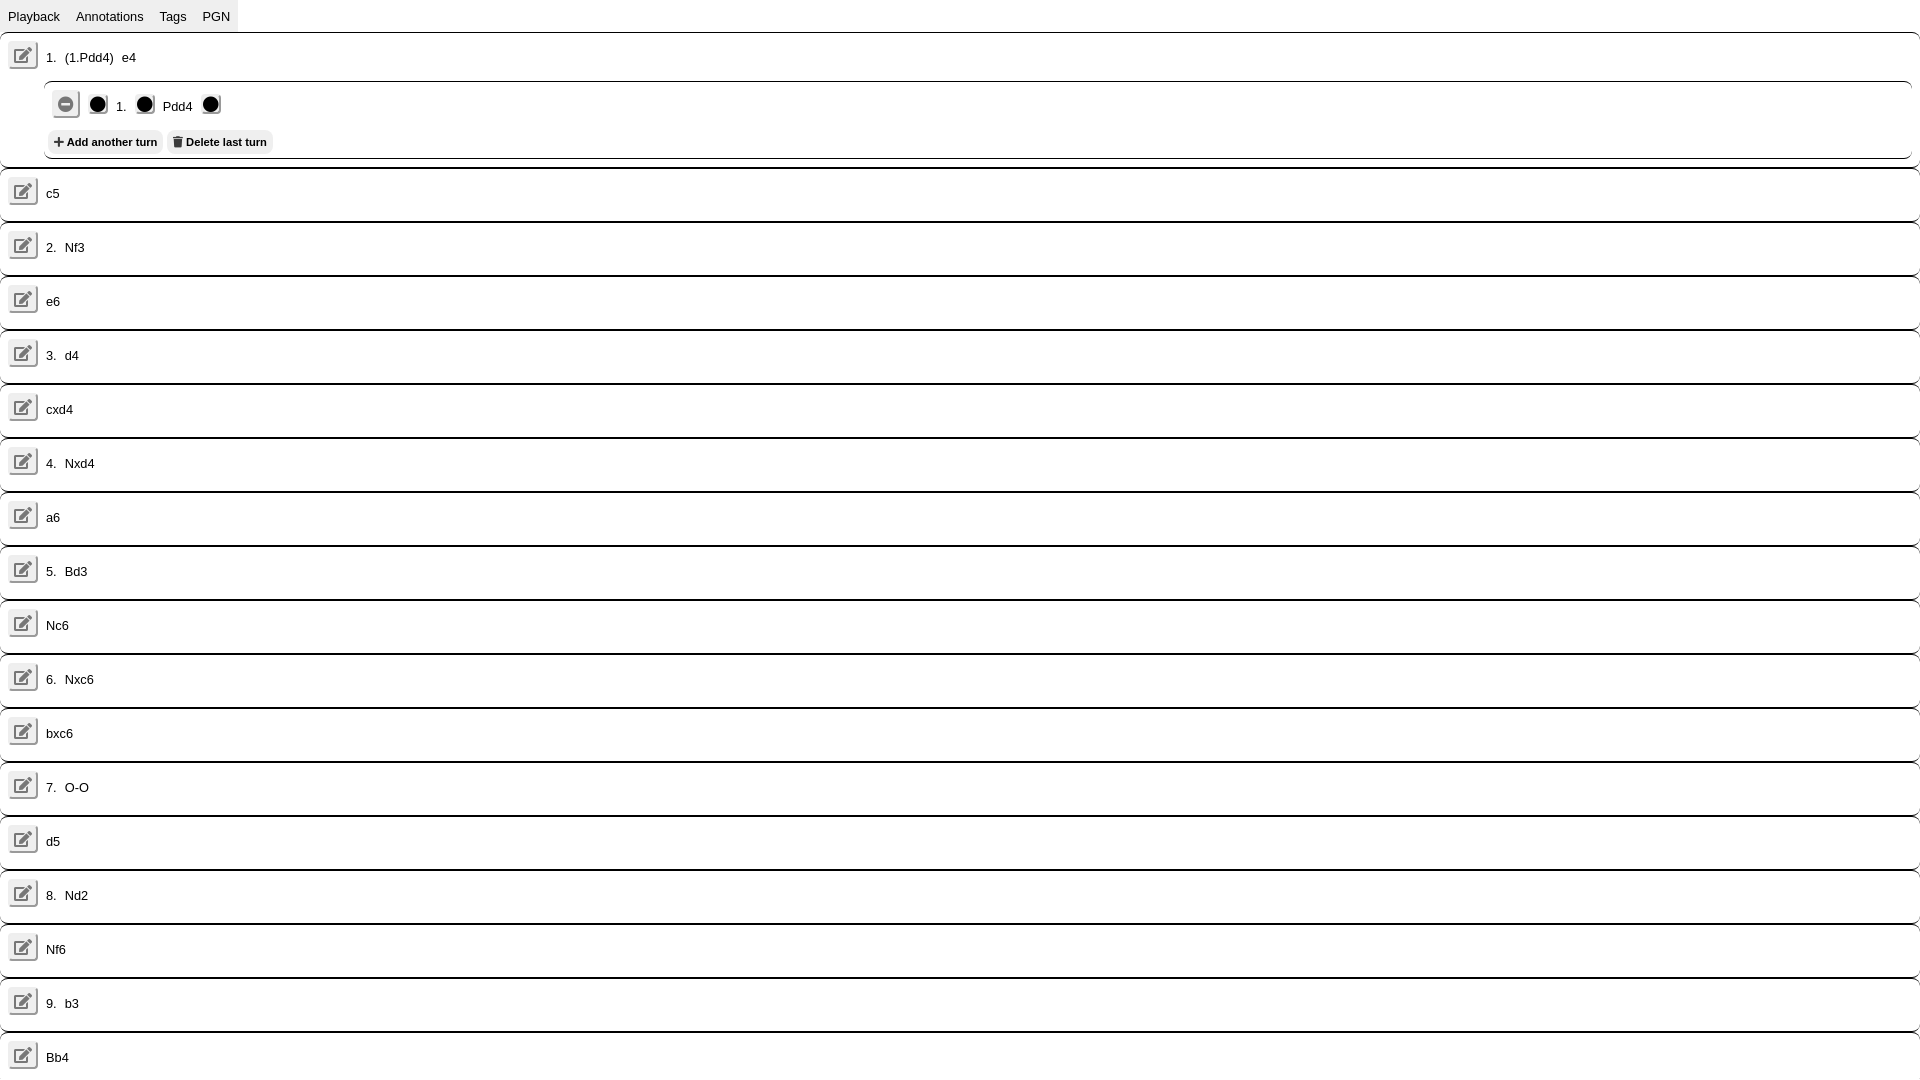 Playback Annotations Tags PGN
1. (1.Pdd4) e4
1. Pdd4
Add another turn Delete last turn
c5
2. Nf3
e6
3. d4
cxd4
4. Nxd4
a6
5. Bd3
Nc6
6. Nxc6
bxc6
7. O-O
d5
8. Nd2
Nf6
9. b3
Bb4